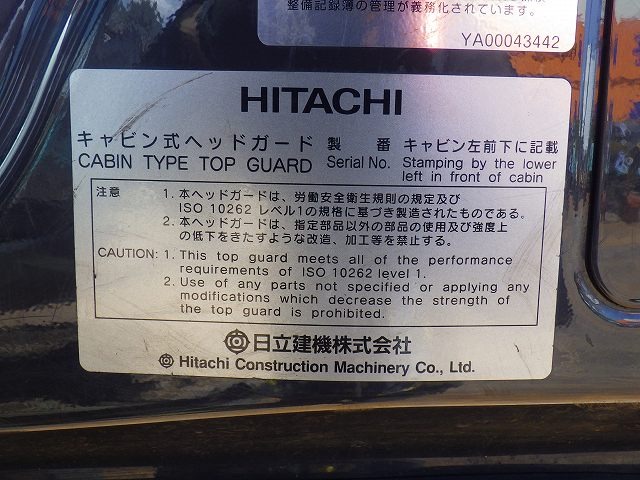 整備記録簿の管理が義務化されています。
YA00043442
HITACHI
キャビン式ヘッドガード 製 番 キャビン左前下に記載
CABIN TYPE TOP GUARD Serial No. Stamping by the lower
left in front of cabin
注意 1. 本ヘッドガードは、労働安全衛生規則の規定及び
ISO 10262 レベル1の規格に基づき製造されたものである。
2. 本ヘッドガードは、指定部品以外の部品の使用及び強度上
の低下をきたすような改造、加工等を禁止する。
CAUTION: 1. This top guard meets all of the performance
requirements of ISO 10262 level 1.
2. Use of any parts not specified or applying any
modifications which decrease the strength of
the top guard is prohibited.
日立建機株式会社
Hitachi Construction Machinery Co., Ltd.